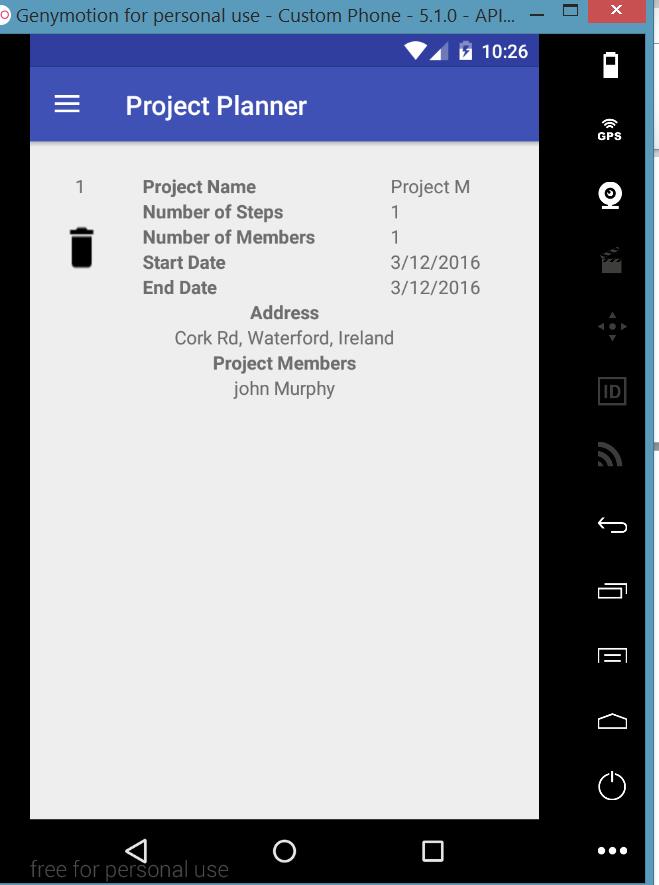 Genymotion for personal use - Custom Phone - 5.1.0 - API...
10:26
Project Planner
GPS
1 Project Name Project M
Number of Steps 1
Number of Members 1
Start Date 3/12/2016
End Date 3/12/2016
Address
Cork Rd, Waterford, Ireland
Project Members
john Murphy
ID
free for personal use